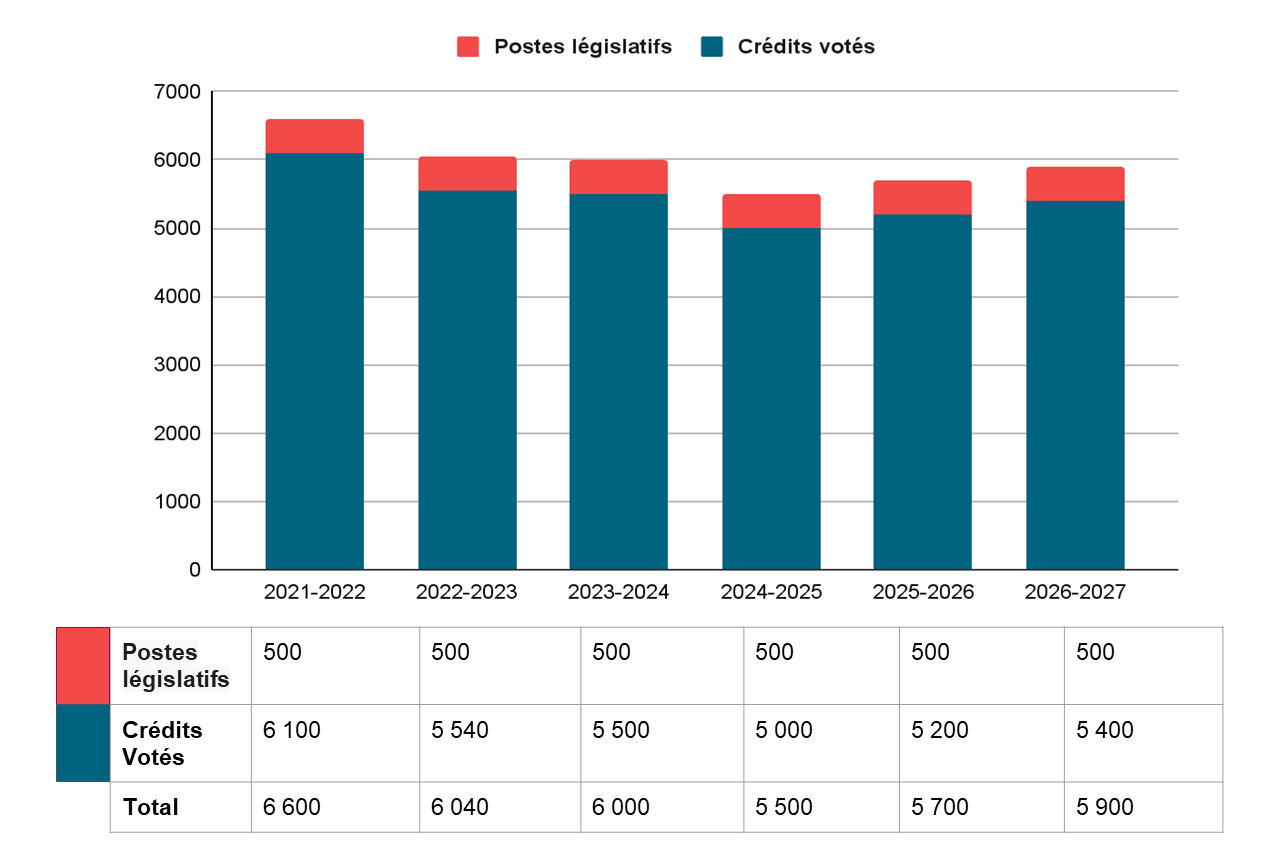 Postes législatifs Crédits votés
7000
6000
5000
4000
3000
2000
1000
0
2021-2022 2022-2023 2023-2024 2024-2025 2025-2026 2026-2027
Postes législatifs 500 500 500 500 500 500
Crédits Votés 6 100 5 540 5 500 5 000 5 200 5 400
Total 6 600 6 040 6 000 5 500 5 700 5 900